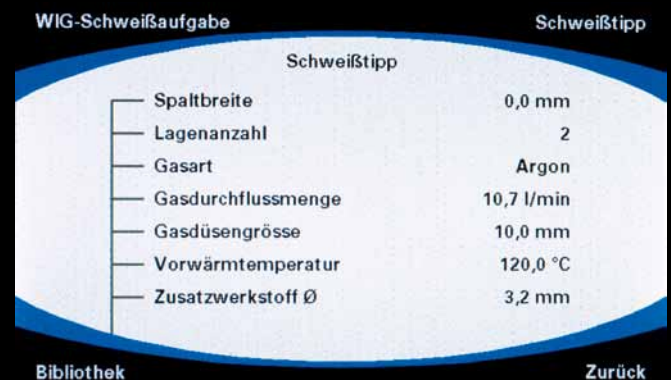 WIG-Schweißaufgabe Schweißtipp
Schweißtipp
Spaltbreite 0,0 mm
Lagenanzahl 2
Gasart Argon
Gasdurchflussmenge 10,7 l/min
Gasdüsengrösse 10,0 mm
Vorwärmtemperatur 120,0 °C
Zusatzwerkstoff Ø 3,2 mm
Bibliothek Zurück